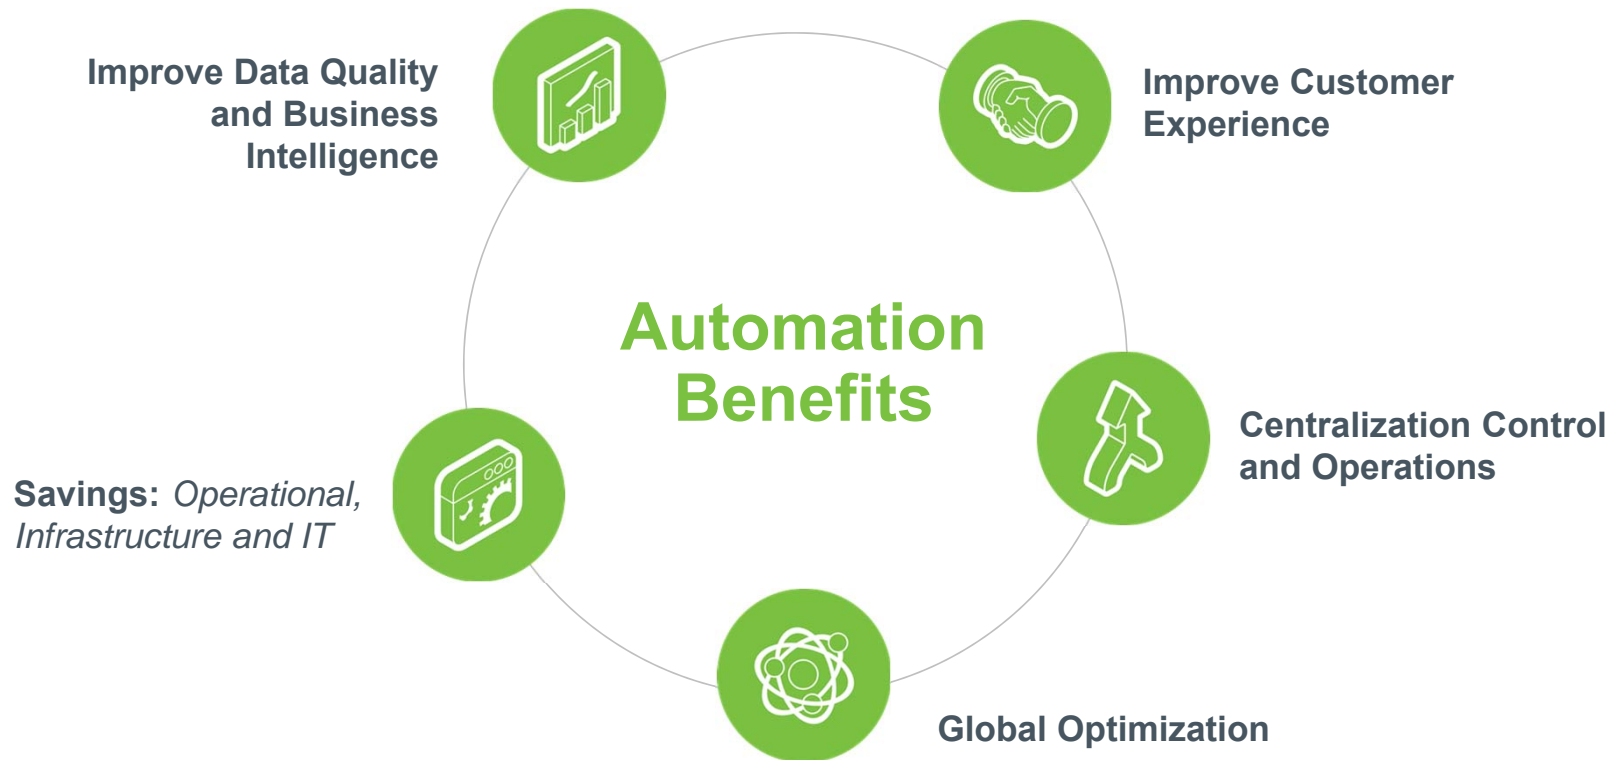 Improve Data Quality
and Business
Intelligence
Improve Customer
Experience
Automation
Benefits
Centralization Control
and Operations
Savings: Operational,
Infrastructure and IT
Global Optimization